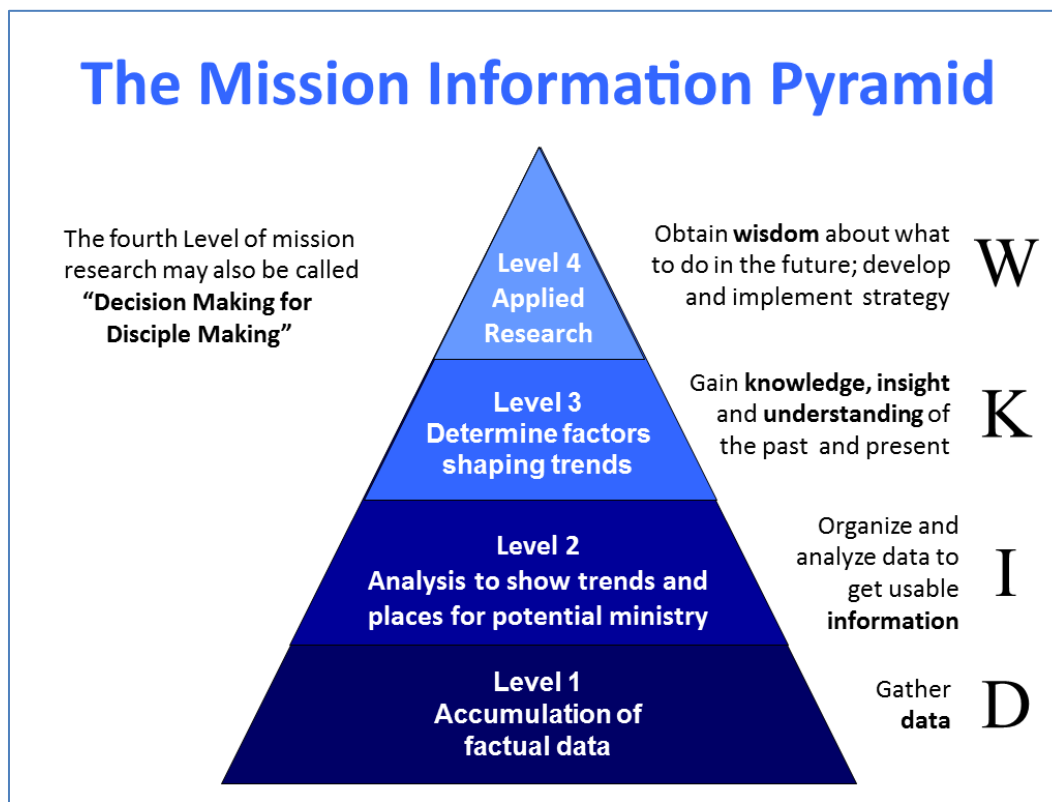 The Mission Information Pyramid
The fourth Level of mission
research may also be called
“Decision Making for
Disciple Making”
Level 4
Applied
Research
Obtain wisdom about what
to do in the future; develop
and implement strategy
W
Level 3
Determine factors
shaping trends
Gain knowledge, insight
and understanding of
the past and present
K
Level 2
Analysis to show trends and
places for potential ministry
Organize and
analyze data to
get usable
information
I
Level 1
Accumulation of
factual data
Gather
data
D